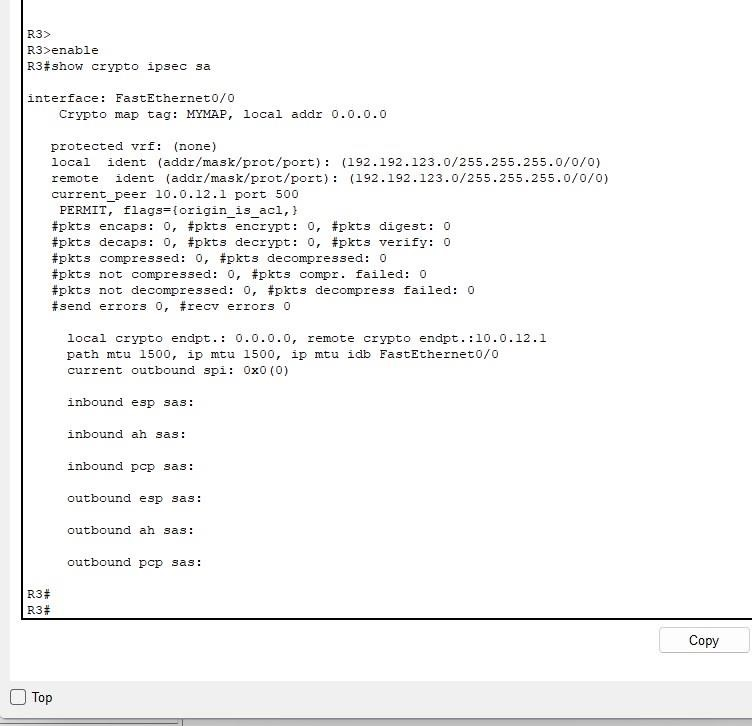 R3>
R3>enable
R3#show crypto ipsec sa
interface: FastEthernet0/0
Crypto map tag: MYMAP, local addr 0.0.0.0
protected vrf: (none)
local  ident (addr/mask/prot/port): (192.192.123.0/255.255.255.0/0/0)
remote  ident (addr/mask/prot/port): (192.192.123.0/255.255.255.0/0/0)
current_peer 10.0.12.1 port 500
PERMIT, flags={origin_is_acl,}
#pkts encaps: 0, #pkts encrypt: 0, #pkts digest: 0
#pkts decaps: 0, #pkts decrypt: 0, #pkts verify: 0
#pkts compressed: 0, #pkts decompressed: 0
#pkts not compressed: 0, #pkts compr. failed: 0
#pkts not decompressed: 0, #pkts decompress failed: 0
#send errors 0, #recv errors 0
local crypto endpt.: 0.0.0.0, remote crypto endpt.:10.0.12.1
path mtu 1500, ip mtu 1500, ip mtu idb FastEthernet0/0
current outbound spi: 0x0(0)
inbound esp sas:
inbound ah sas:
inbound pcp sas:
outbound esp sas:
outbound ah sas:
outbound pcp sas:
R3#
R3#
Copy
Top